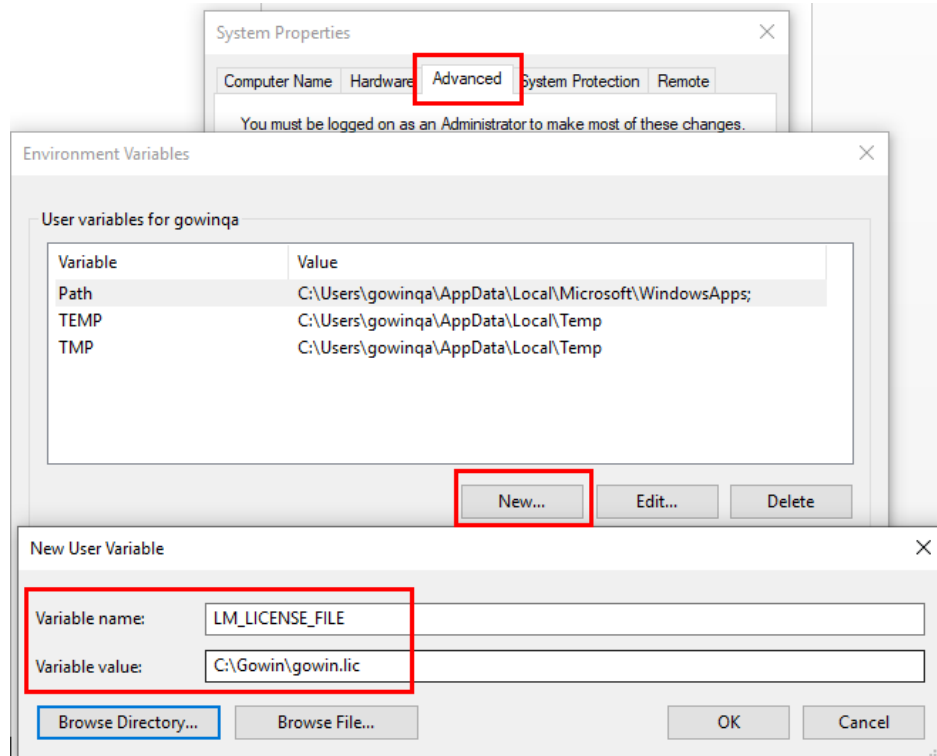 System Properties
Computer Name Hardware Advanced System Protection Remote
You must be logged on as an Administrator to make most of these changes.
Environment Variables
User variables for gowinqa
Variable Value
Path C:\Users\gowinqa\AppData\Local\Microsoft\WindowsApps;
TEMP C:\Users\gowinqa\AppData\Local\Temp
TMP C:\Users\gowinqa\AppData\Local\Temp
New... Edit... Delete
New User Variable
Variable name: LM_LICENSE_FILE
Variable value: C:\Gowin\gowin.lic
Browse Directory... Browse File... OK Cancel